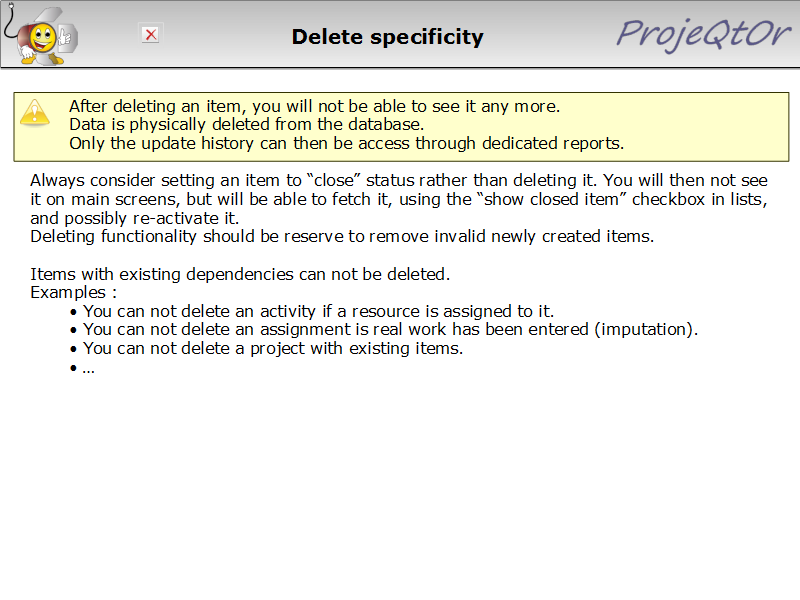 Delete specificity
ProjeQtOr
After deleting an item, you will not be able to see it any more.
Data is physically deleted from the database.
Only the update history can then be access through dedicated reports.
Always consider setting an item to “close” status rather than deleting it. You will then not see
it on main screens, but will be able to fetch it, using the “show closed item” checkbox in lists,
and possibly re-activate it.
Deleting functionality should be reserve to remove invalid newly created items.
Items with existing dependencies can not be deleted.
Examples :
• You can not delete an activity if a resource is assigned to it.
• You can not delete an assignment is real work has been entered (imputation).
• You can not delete a project with existing items.
• …